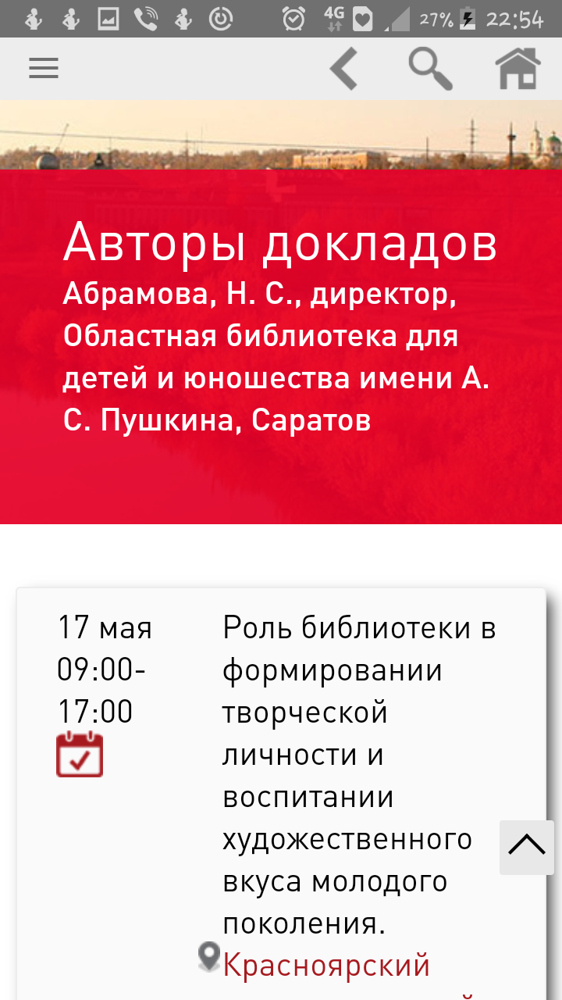 4G 27% 22:54
Авторы докладов
Абрамова, Н. С., директор,
Областная библиотека для
детей и юношества имени А.
С. Пушкина, Саратов
17 мая
09:00-
17:00
Роль библиотеки в
формировании
творческой
личности и
воспитании
художественного
вкуса молодого
поколения.
Красноярский